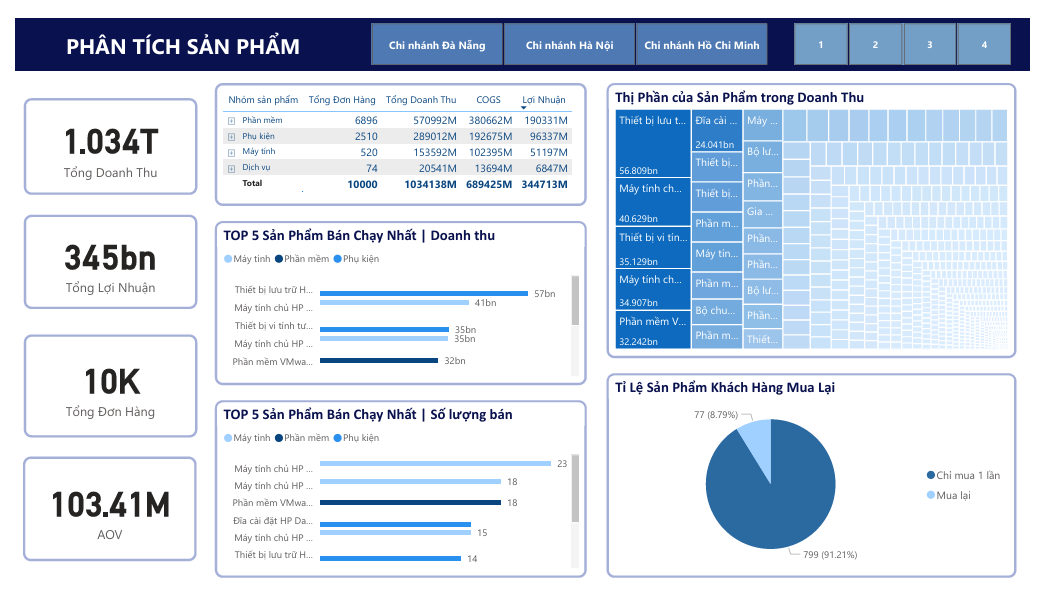 PHÂN TÍCH SẢN PHẨM
Chi nhánh Đà Nẵng
Chi nhánh Hà Nội
Chi nhánh Hồ Chí Minh
1
2
3
4
1.034T
Tổng Doanh Thu
345bn
Tổng Lợi Nhuận
10K
Tổng Đơn Hàng
103.41M
AOV
Nhóm sản phẩm Tổng Đơn Hàng Tổng Doanh Thu COGS Lợi Nhuận
Phần mềm 6896 570992M 380662M 190331M
Phụ kiện 2510 289012M 192675M 96337M
Máy tính 520 153592M 102395M 51197M
Dịch vụ 74 20541M 13694M 6847M
Total 10000 1034138M 689425M 344713M
TOP 5 Sản Phẩm Bán Chạy Nhất | Doanh thu
Máy tính Phần mềm Phụ kiện
Thiết bị lưu trữ H... 57bn
Máy tính chủ HP ... 41bn
Thiết bị vi tính tư... 35bn
Máy tính chủ HP ... 35bn
Phần mềm VMwa... 32bn
TOP 5 Sản Phẩm Bán Chạy Nhất | Số lượng bán
Máy tính Phần mềm Phụ kiện
Máy tính chủ HP ... 23
Máy tính chủ HP ... 18
Phần mềm VMwa... 18
Đĩa cài đặt HP Da...
Máy tính chủ HP ... 15
Thiết bị lưu trữ H... 14
Thị Phần của Sản Phẩm trong Doanh Thu
Thiết bị lưu t...
56.809bn
Máy tính ch...
40.629bn
Thiết bị vi tín...
35.129bn
Máy tính ch...
34.907bn
Phần mềm V...
32.242bn
Đĩa cài ...
24.041bn
Thiết bị...
Thiết bị...
Phần m...
Máy tín...
Phần m...
Bộ chu...
Phần m...
Máy ...
Bộ lư...
Phần...
Gia ...
Phần...
Phần...
Bộ lư...
Phần...
Thiết...
Tỉ Lệ Sản Phẩm Khách Hàng Mua Lại
77 (8.79%)
799 (91.21%)
Chỉ mua 1 lần
Mua lại